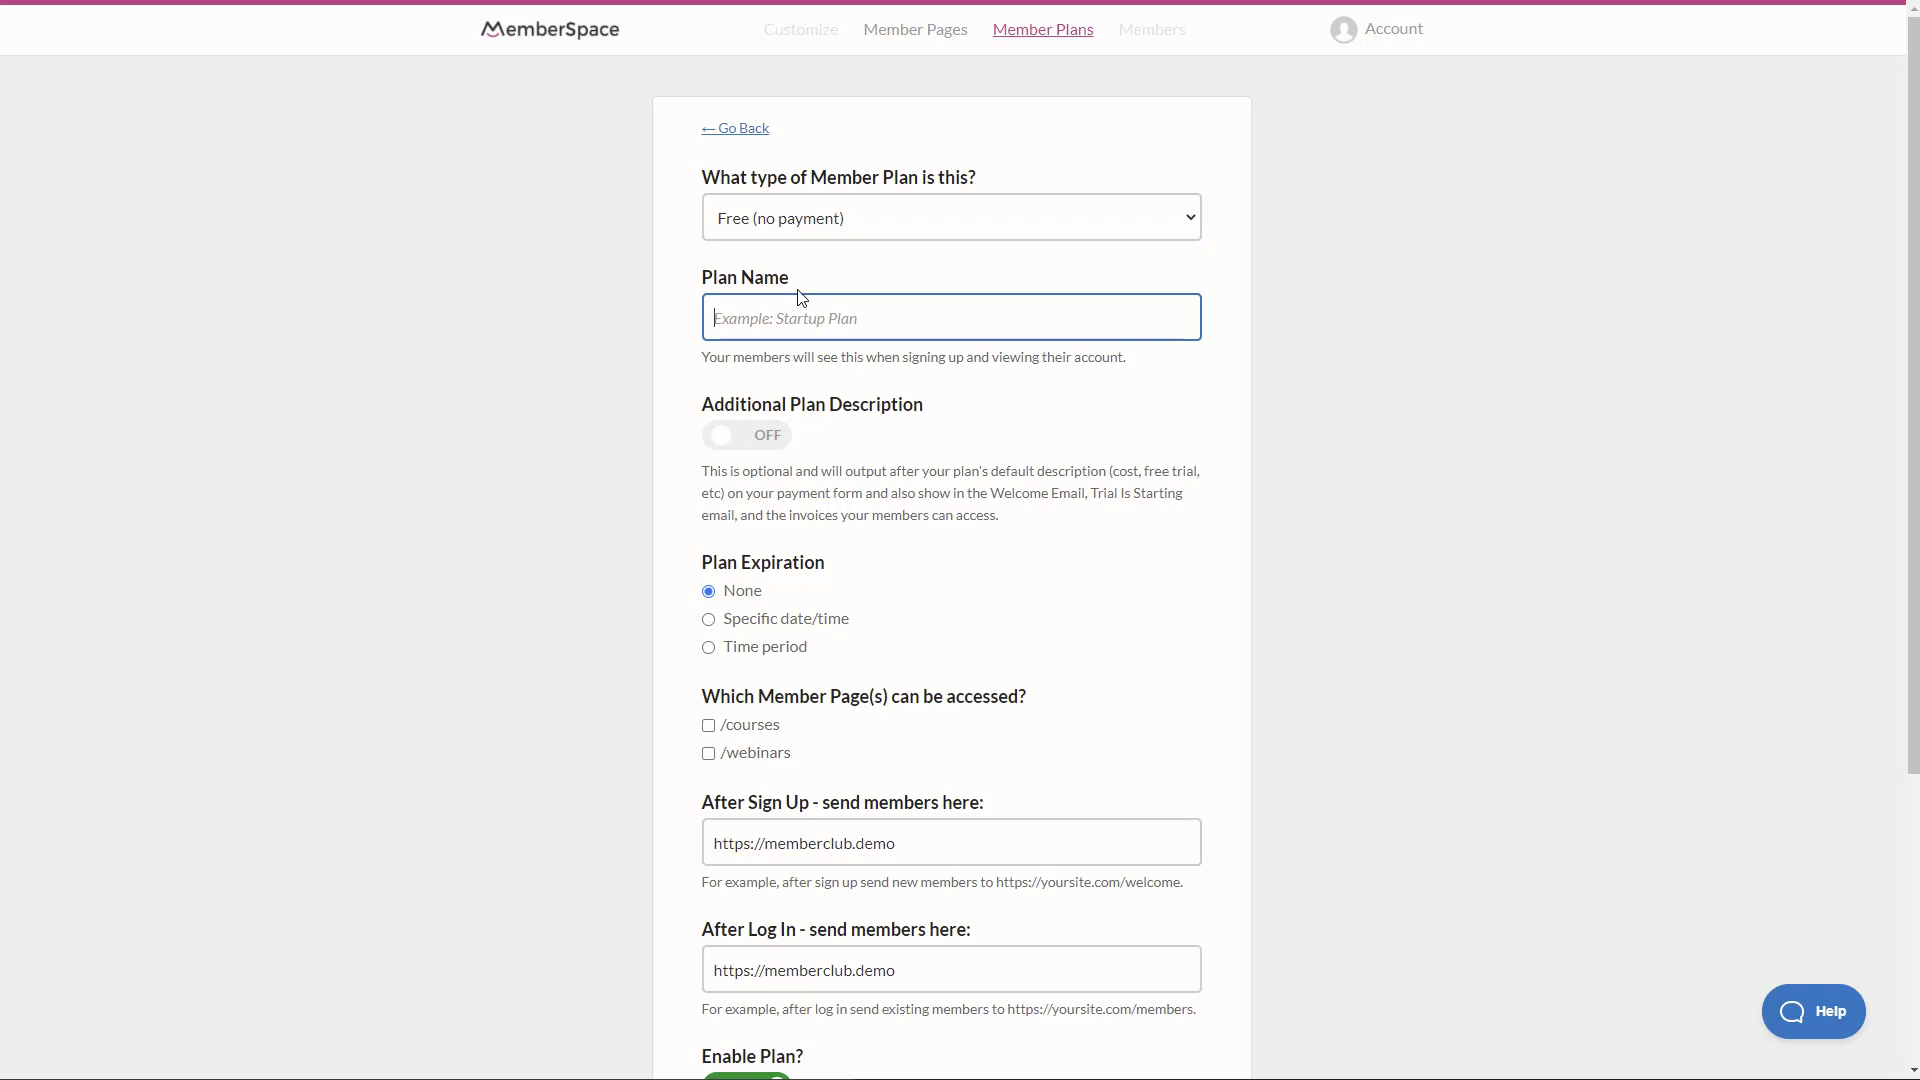 MemberSpace
Customize
Member Pages
Member Plans
Members
Account
← Go Back
What type of Member Plan is this?
Free (no payment)
Plan Name
Example: Startup Plan
Your members will see this when signing up and viewing their account.
Additional Plan Description
OFF
This is optional and will output after your plan's default description (cost, free trial,
etc) on your payment form and also show in the Welcome Email, Trial Is Starting
email, and the invoices your members can access.
Plan Expiration
None
Specific date/time
Time period
Which Member Page(s) can be accessed?
/courses
/webinars
After Sign Up - send members here:
https://memberclub.demo
For example, after sign up send new members to https://yoursite.com/welcome.
After Log In - send members here:
https://memberclub.demo
For example, after log in send existing members to https://yoursite.com/members.
Enable Plan?
Help